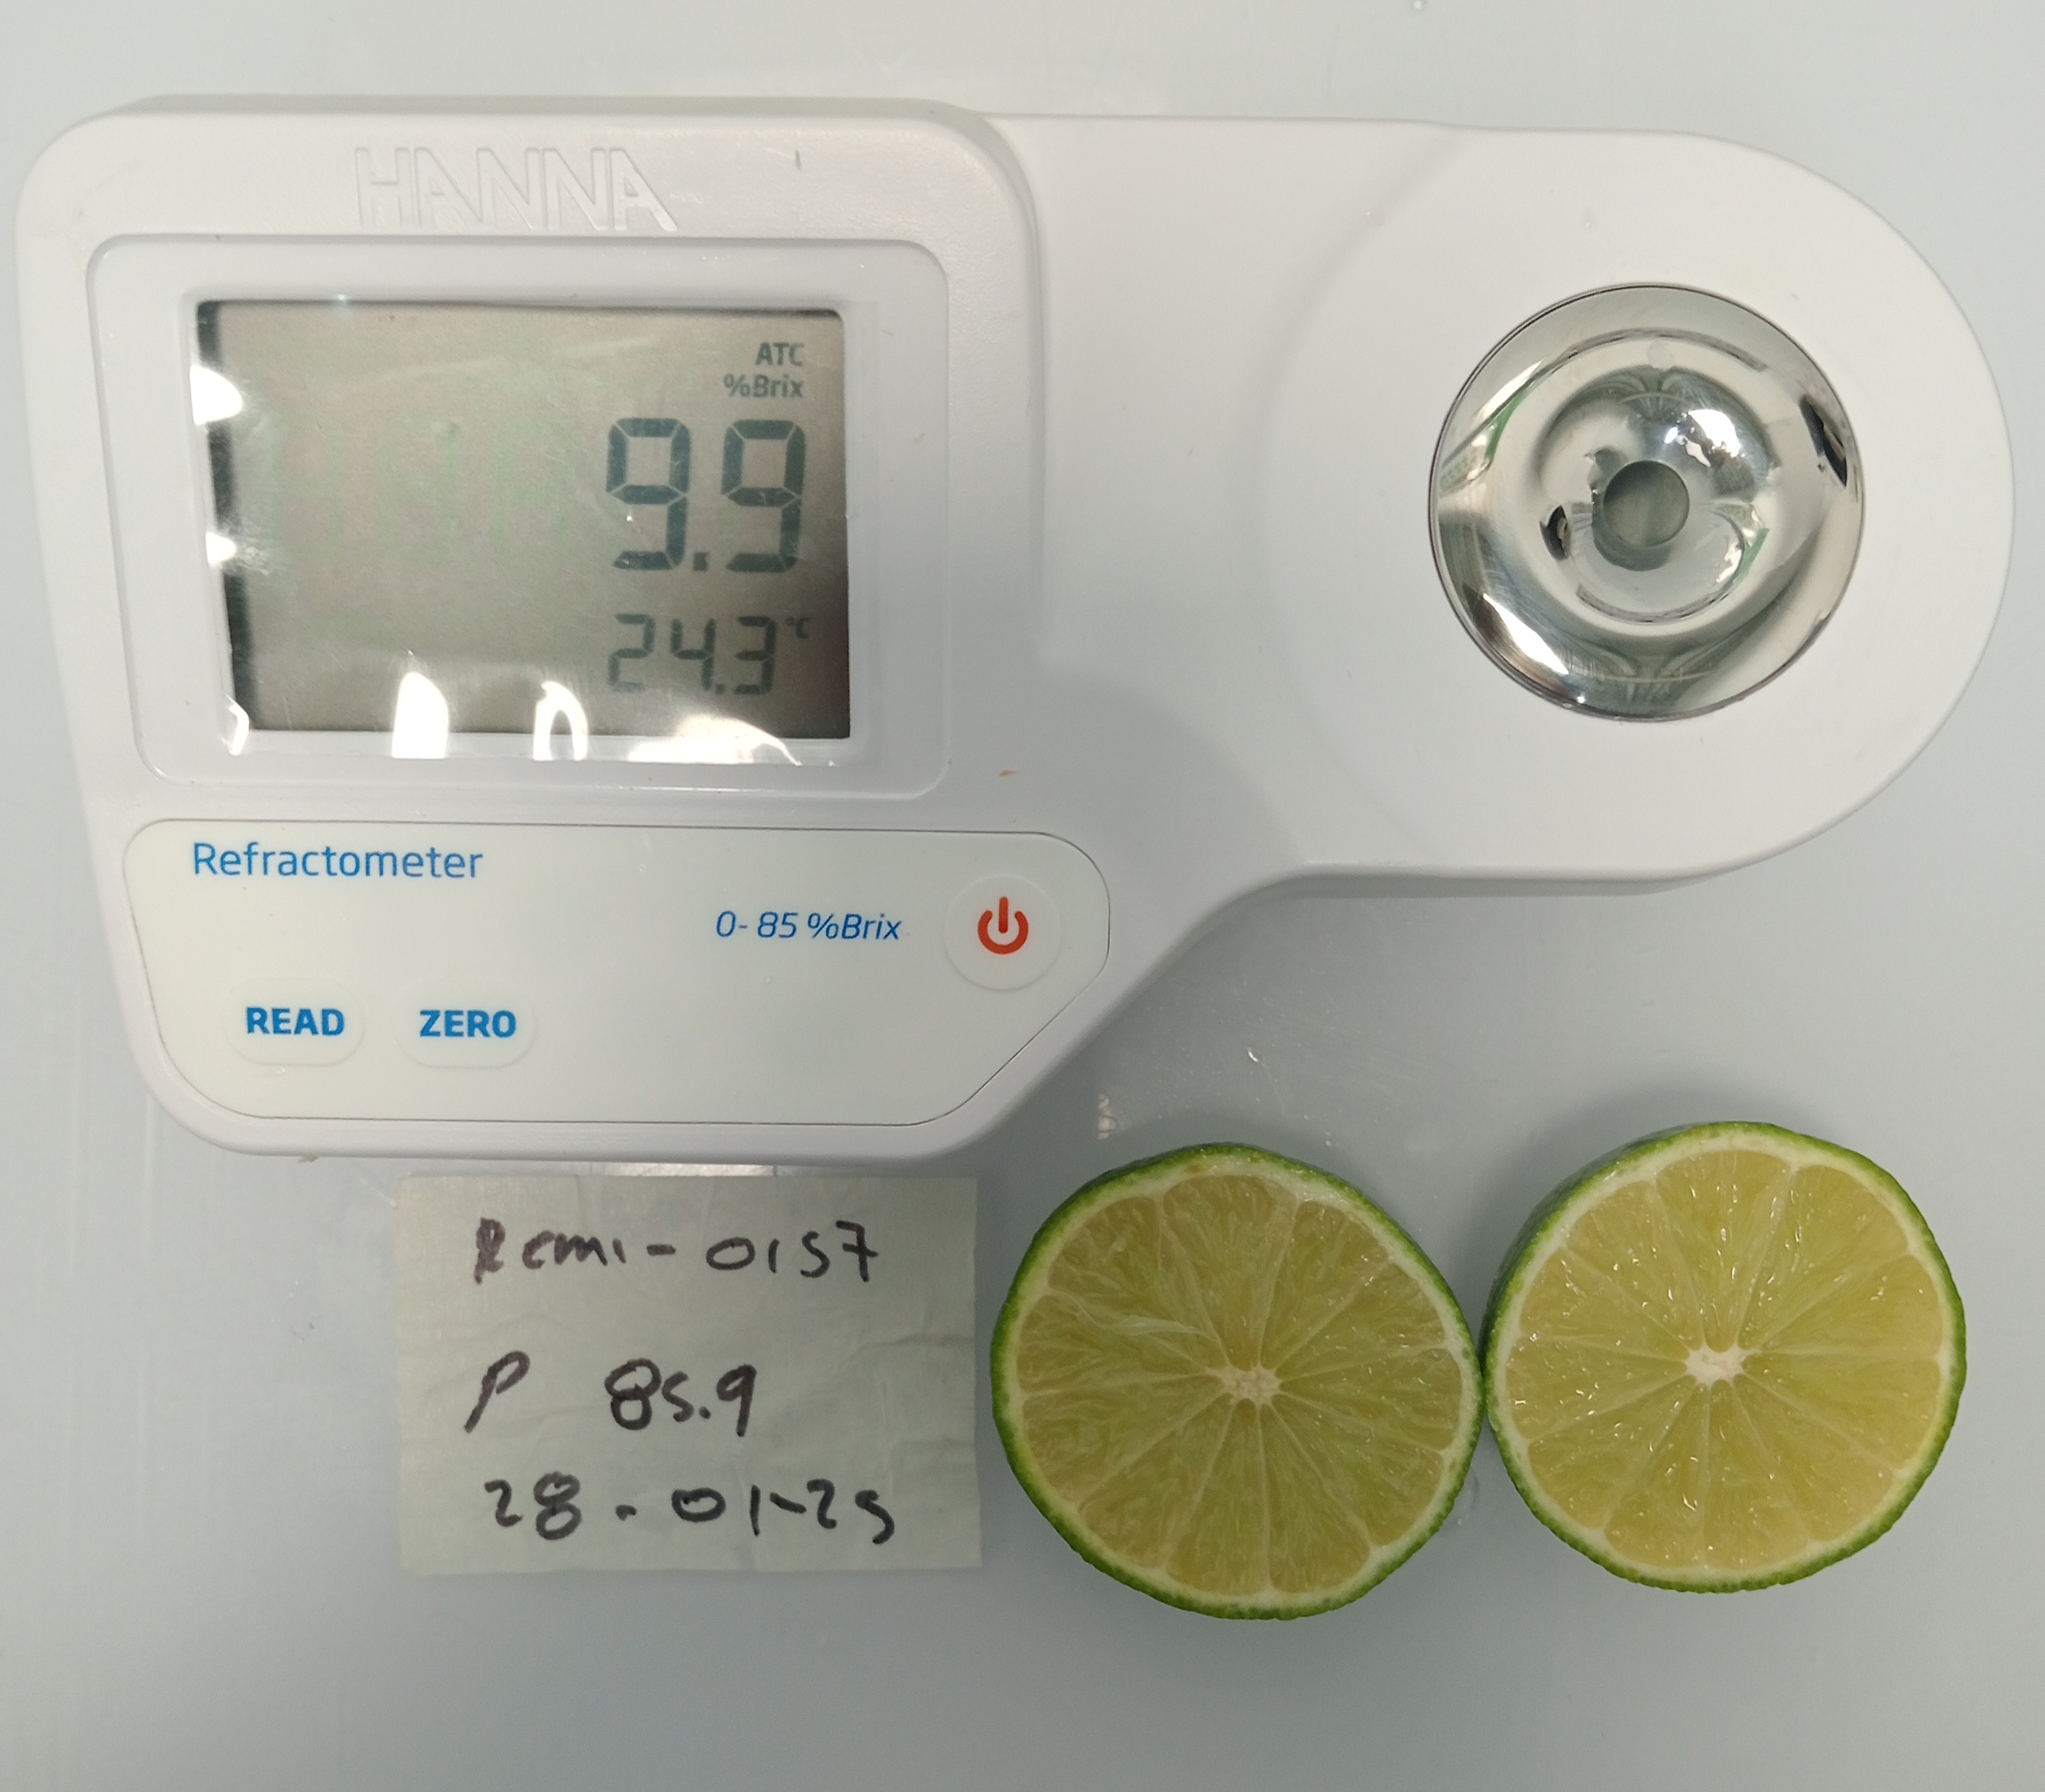 HANNA
ATC
%Brix
9.9
24.3 °C
Refractometer
0-85 %Brix
READ
ZERO
Remi-0157
P 85.9
28-01-25